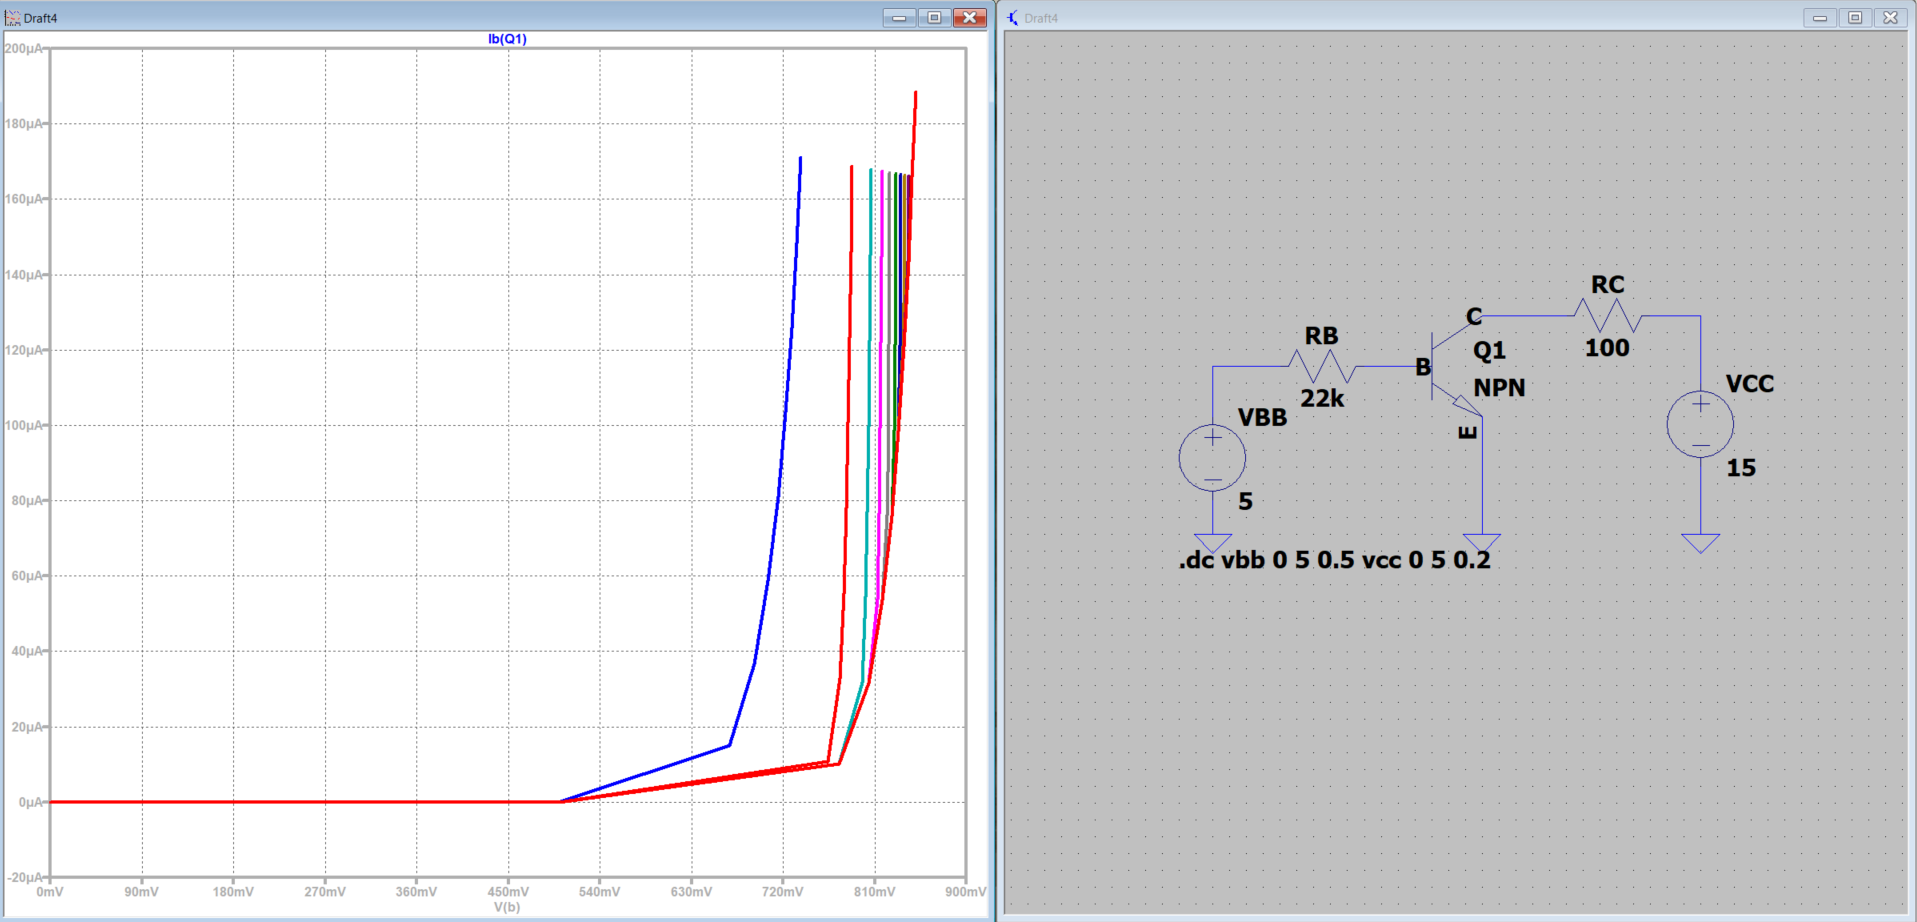 Draft4
Ib(Q1)
200µA
180µA
160µA
140µA
120µA
100µA
80µA
60µA
40µA
20µA
0µA
-20µA
0mV 90mV 180mV 270mV 360mV 450mV 540mV 630mV 720mV 810mV 900mV
V(b)
Draft4
RC
100
C
RB
22k
B
Q1
NPN
E
VBB
5
VCC
15
.dc vbb 0 5 0.5 vcc 0 5 0.2